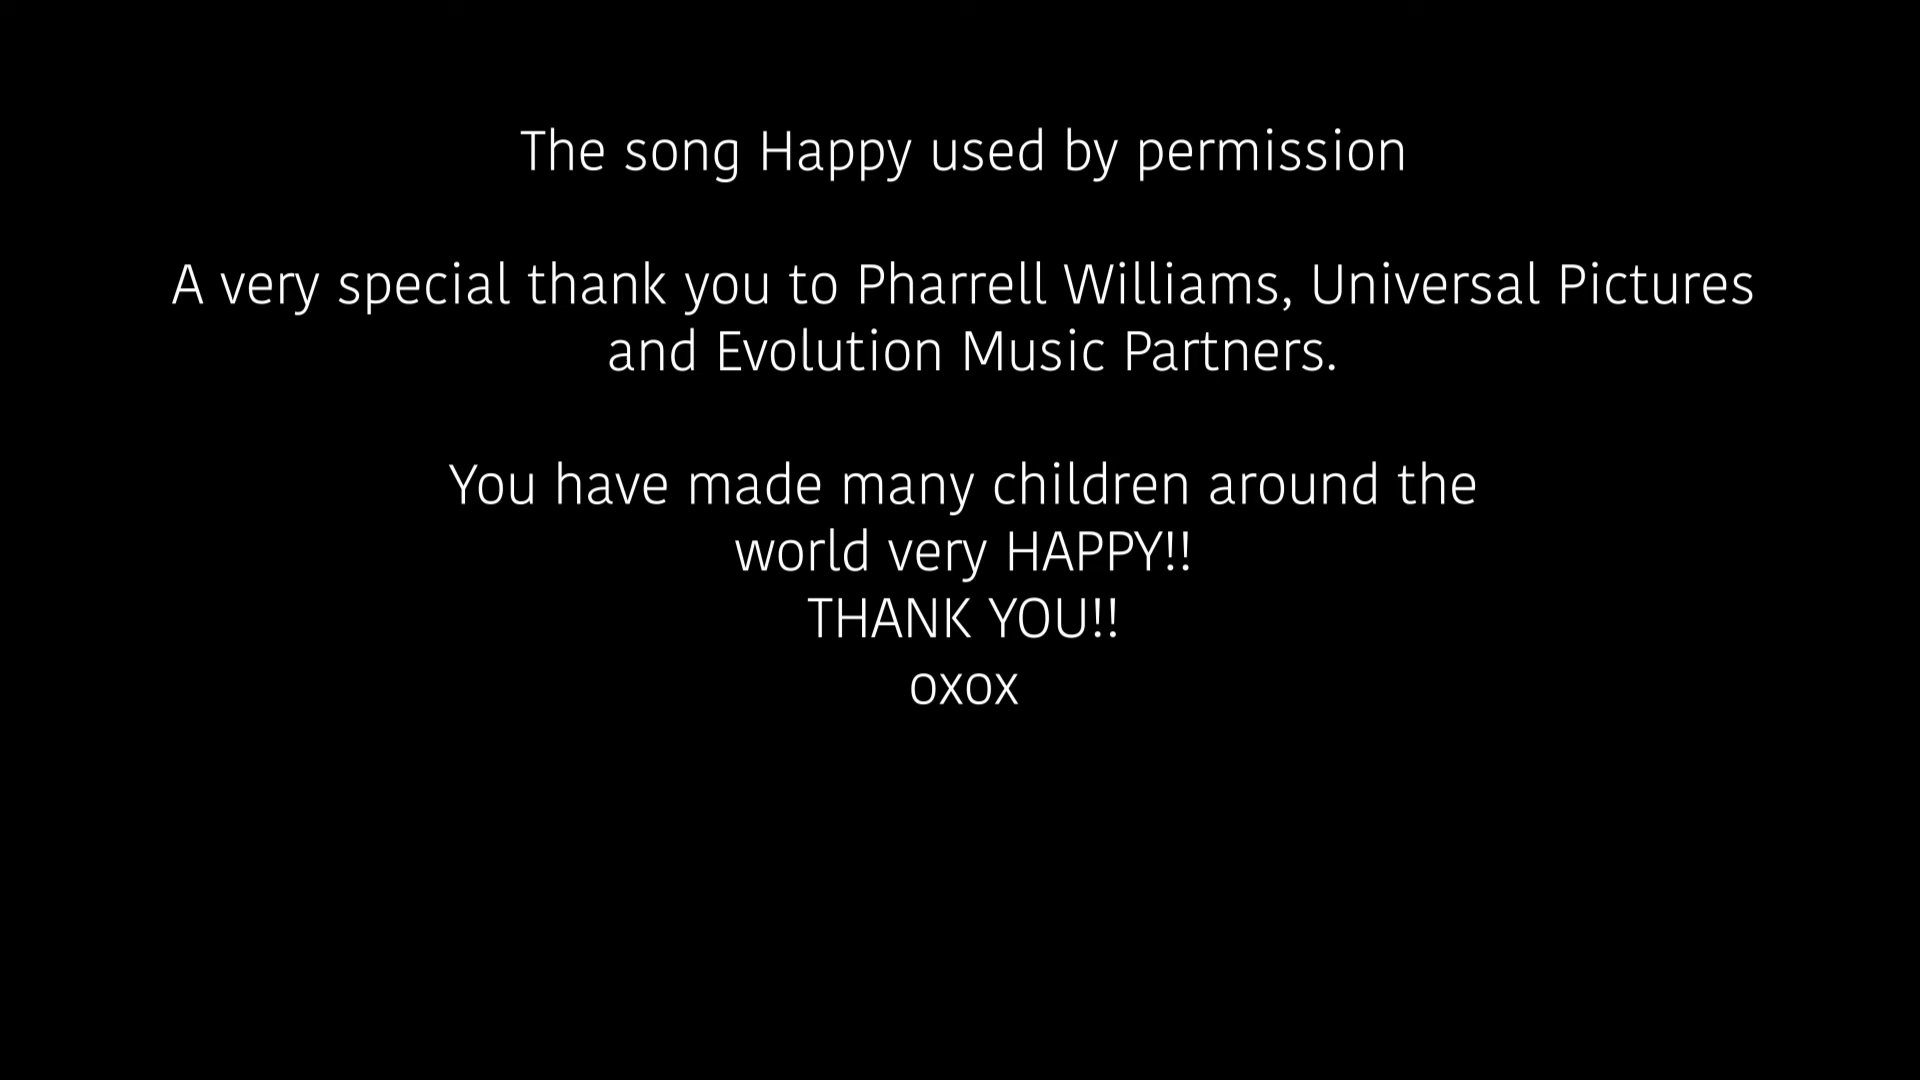 The song Happy used by permission
A very special thank you to Pharrell Williams, Universal Pictures
and Evolution Music Partners.
You have made many children around the
world very HAPPY!!
THANK YOU!!
oxox